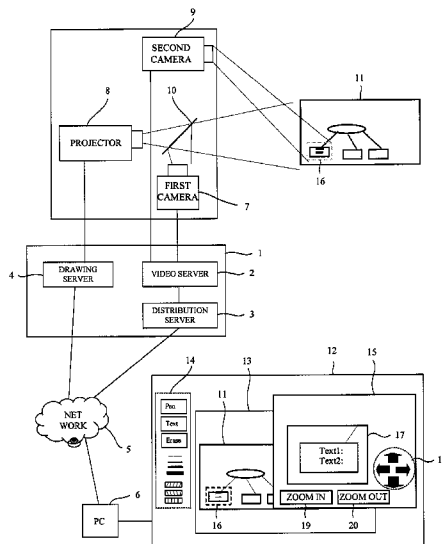 9
SECOND
CAMERA
8
10
11
PROJECTOR
16
FIRST
CAMERA
7
1
4
DRAWING
SERVER
VIDEO SERVER
2
DISTRIBUTION
SERVER
3
12
14
13
15
Pen
Text
Erase
11
17
Text1:
Text2:
NET
WORK
5
6
PC
16
ZOOM IN
ZOOM OUT
19
20